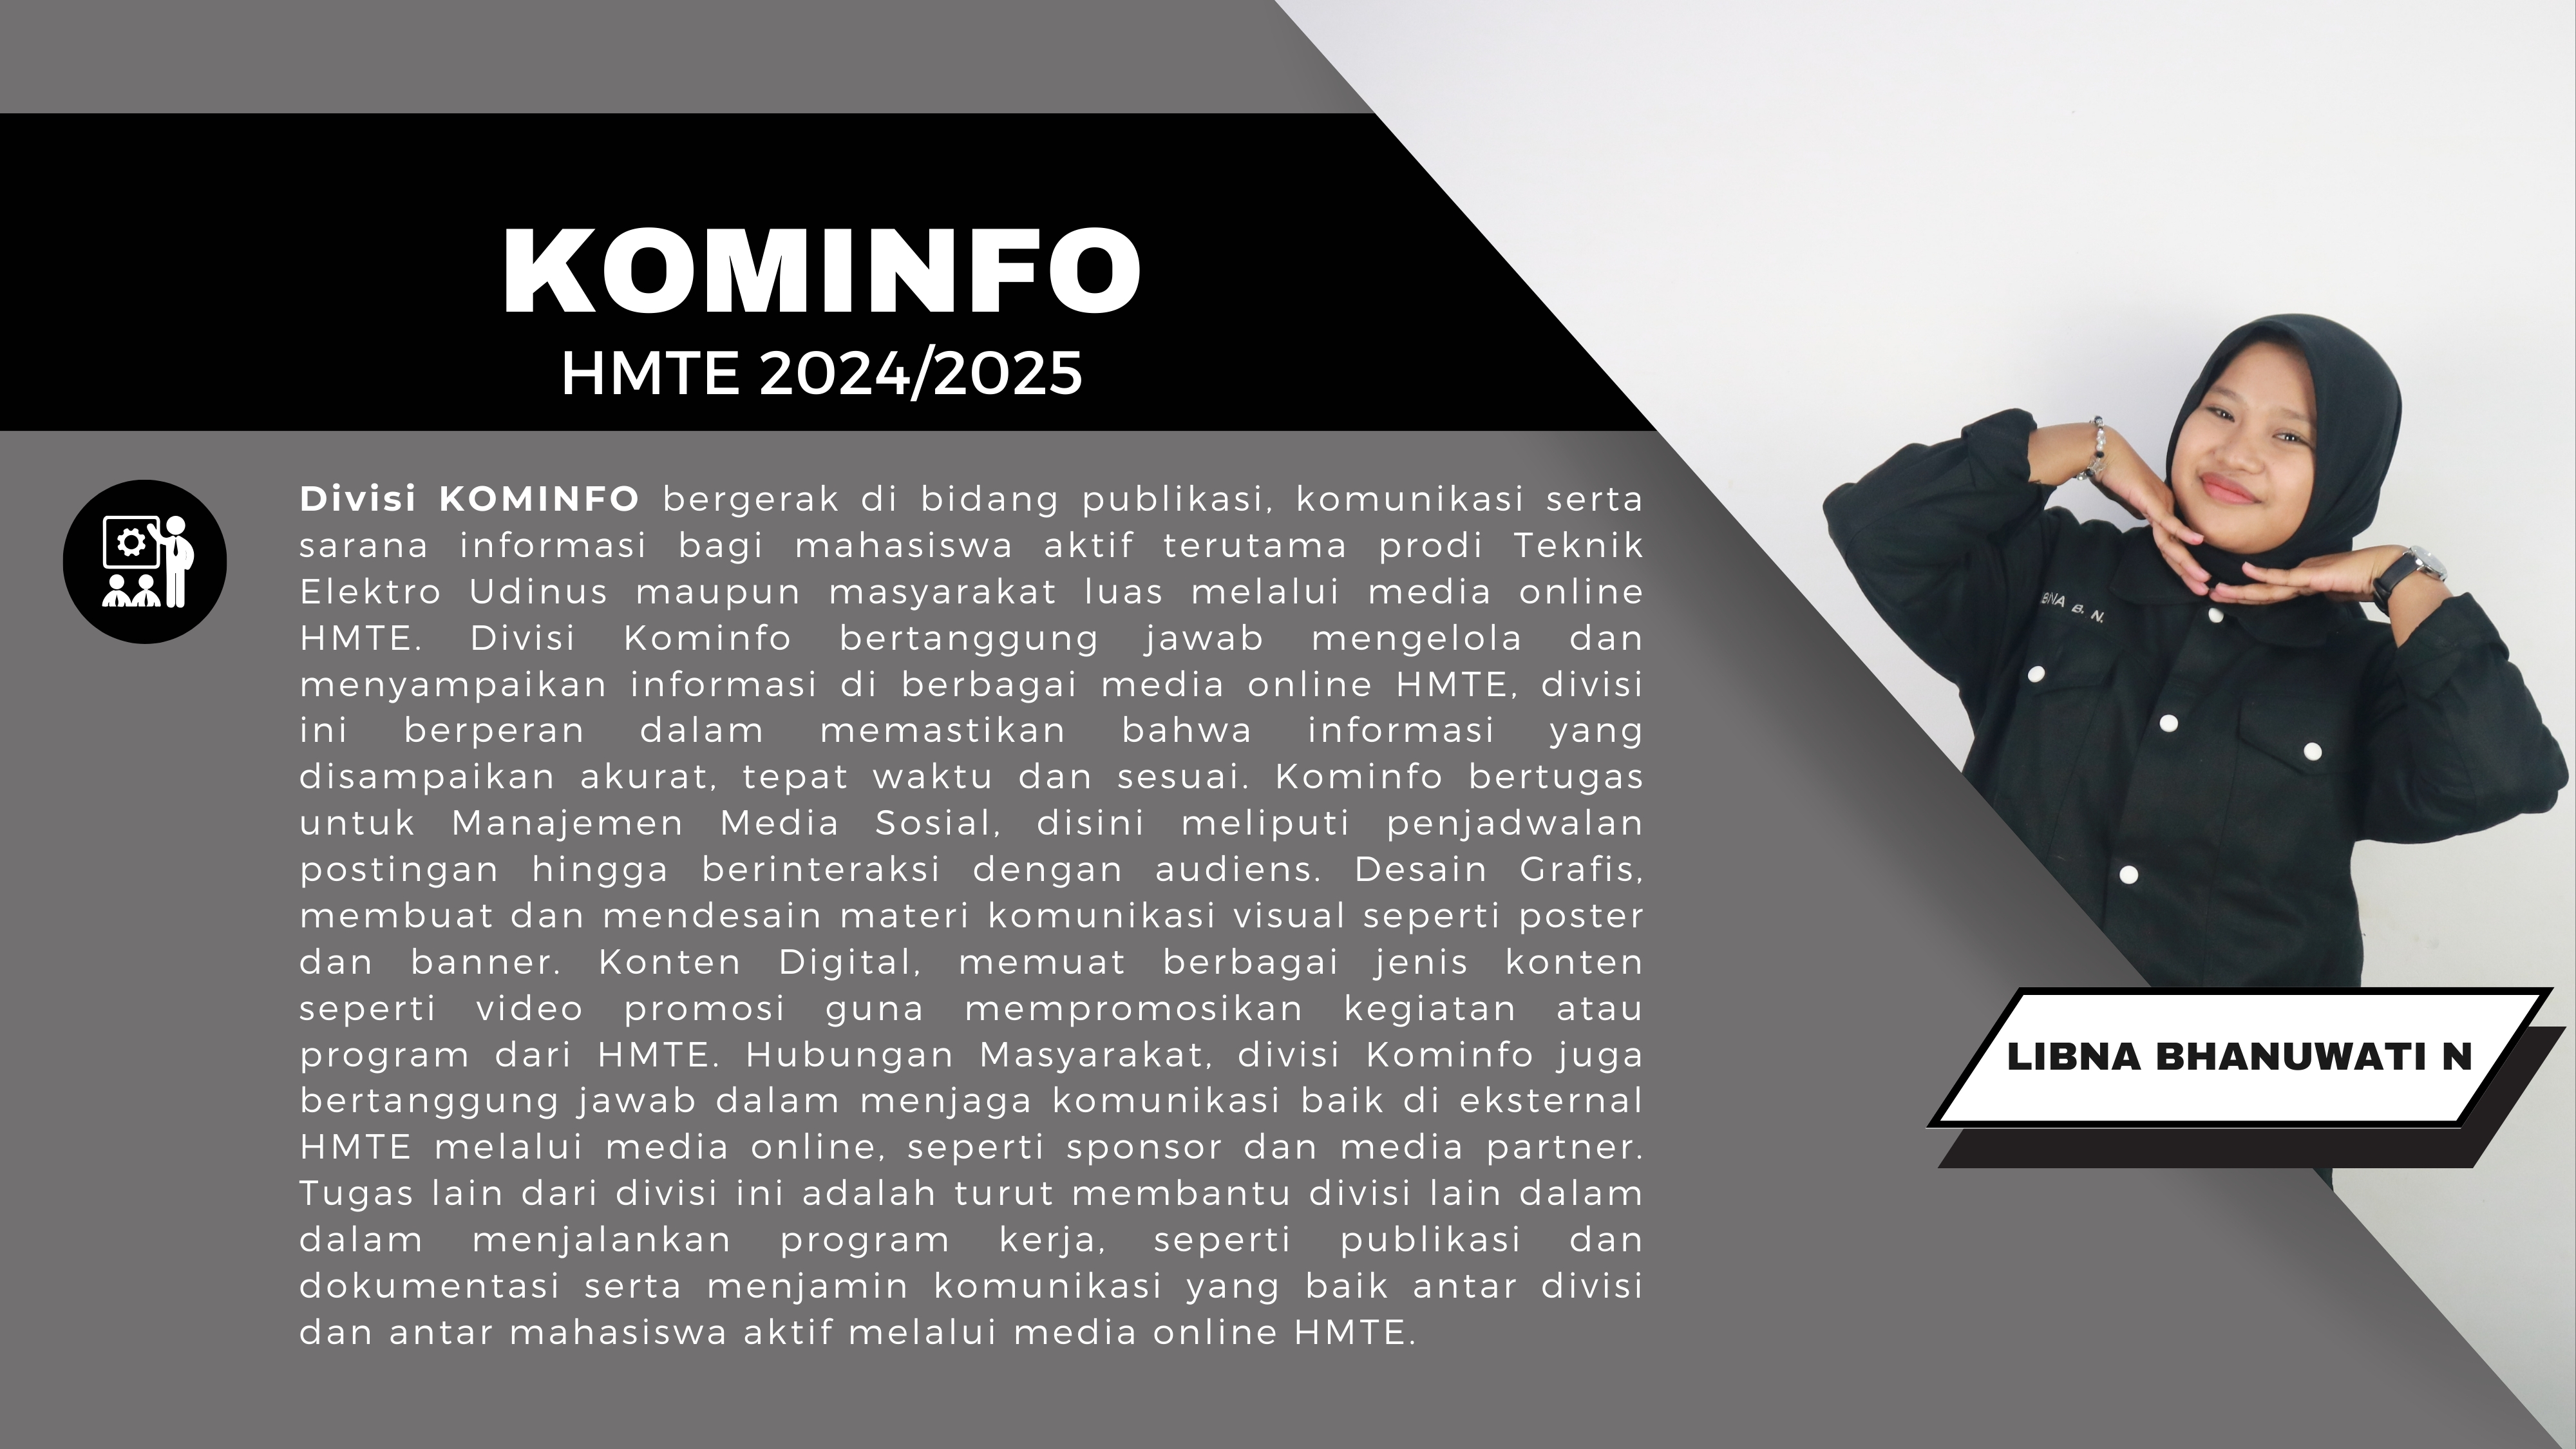 KOMINFO
HMTE 2024/2025
Divisi KOMINFO bergerak di bidang publikasi, komunikasi serta
sarana informasi bagi mahasiswa aktif terutama prodi Teknik
Elektro Udinus maupun masyarakat luas melalui media online
HMTE. Divisi Kominfo bertanggung jawab mengelola dan
menyampaikan informasi di berbagai media online HMTE, divisi
ini berperan dalam memastikan bahwa informasi yang
disampaikan akurat, tepat waktu dan sesuai. Kominfo bertugas
untuk Manajemen Media Sosial, disini meliputi penjadwalan
postingan hingga berinteraksi dengan audiens. Desain Grafis,
membuat dan mendesain materi komunikasi visual seperti poster
dan banner. Konten Digital, memuat berbagai jenis konten
seperti video promosi guna mempromosikan kegiatan atau
program dari HMTE. Hubungan Masyarakat, divisi Kominfo juga
bertanggung jawab dalam menjaga komunikasi baik di eksternal
HMTE melalui media online, seperti sponsor dan media partner.
Tugas lain dari divisi ini adalah turut membantu divisi lain dalam
dalam menjalankan program kerja, seperti publikasi dan
dokumentasi serta menjamin komunikasi yang baik antar divisi
dan antar mahasiswa aktif melalui media online HMTE.
BNA B. N.
LIBNA BHANUWATI N